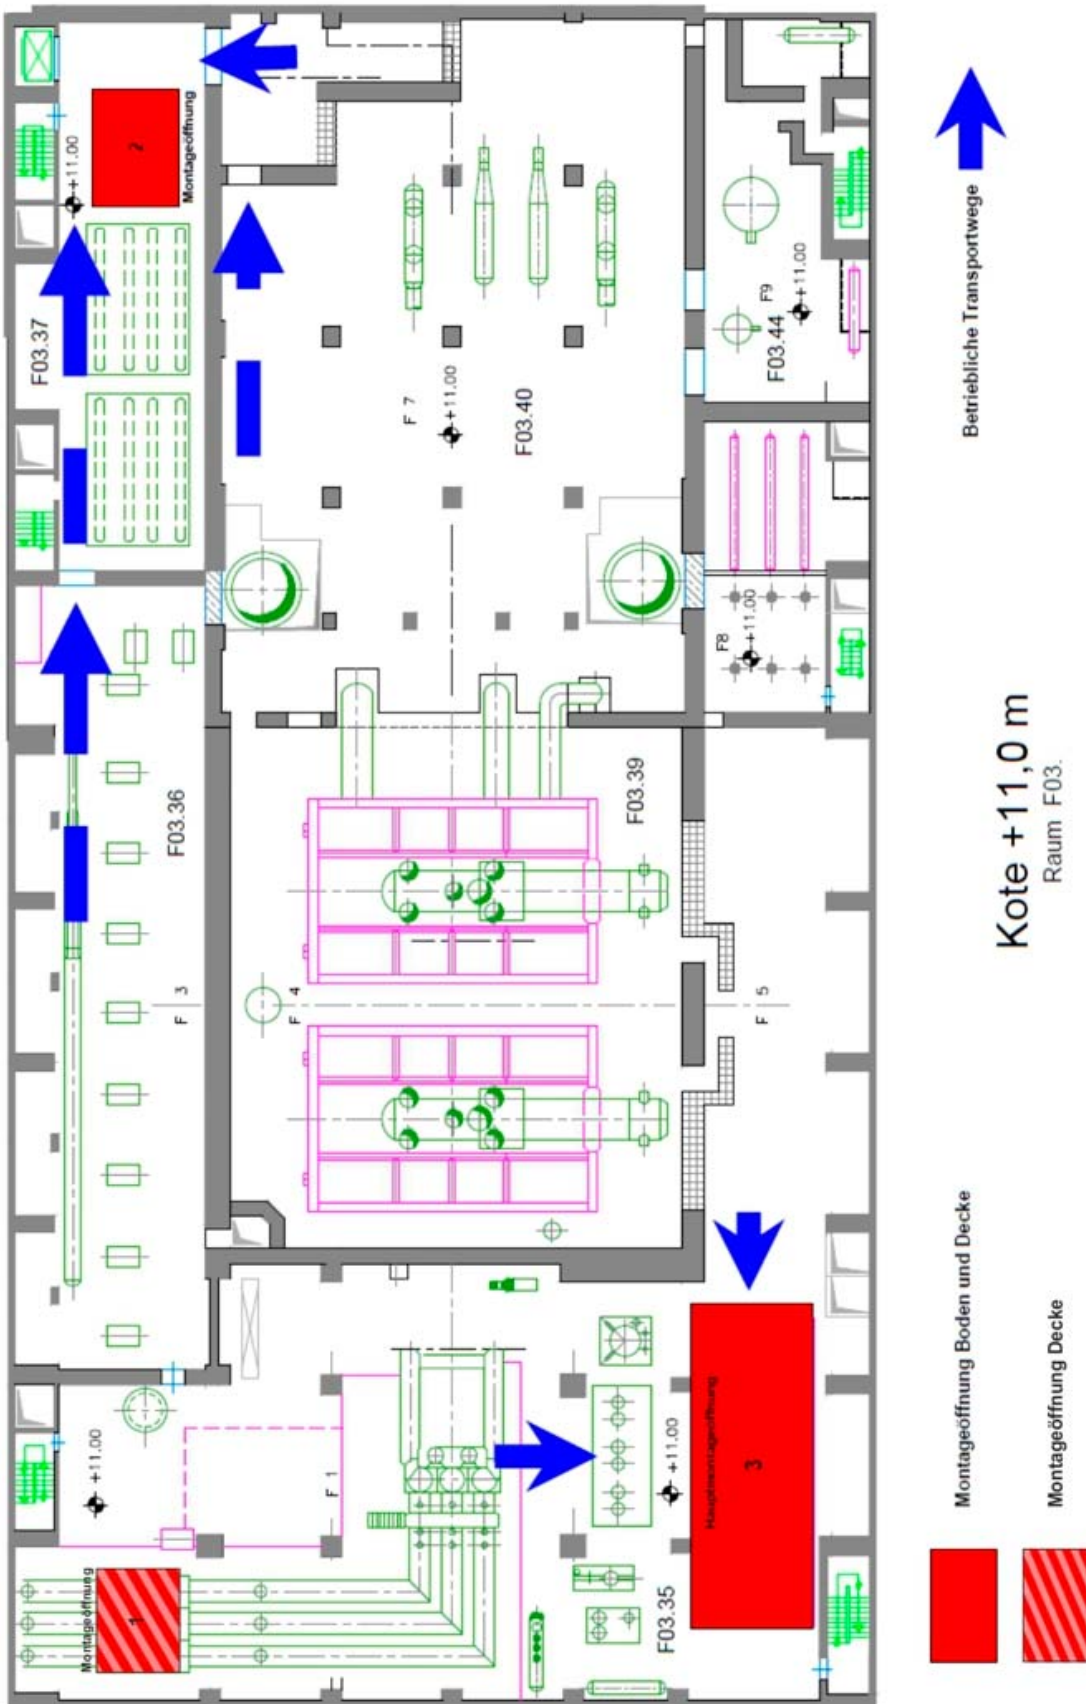 2
Montageöffnung
+11.00
F03.37
F 7
+11.00
F03.40
F9
+11.00
F03.44
F8
+11.00
F03.36
F03.39
F 3
F 4
F 5
+11.00
F 1
Montageöffnung
1
Hauptmontageöffnung
3
+11.00
F03.35
Kote +11,0 m
Raum F03.
Betriebliche Transportwege
Montageöffnung Boden und Decke
Montageöffnung Decke